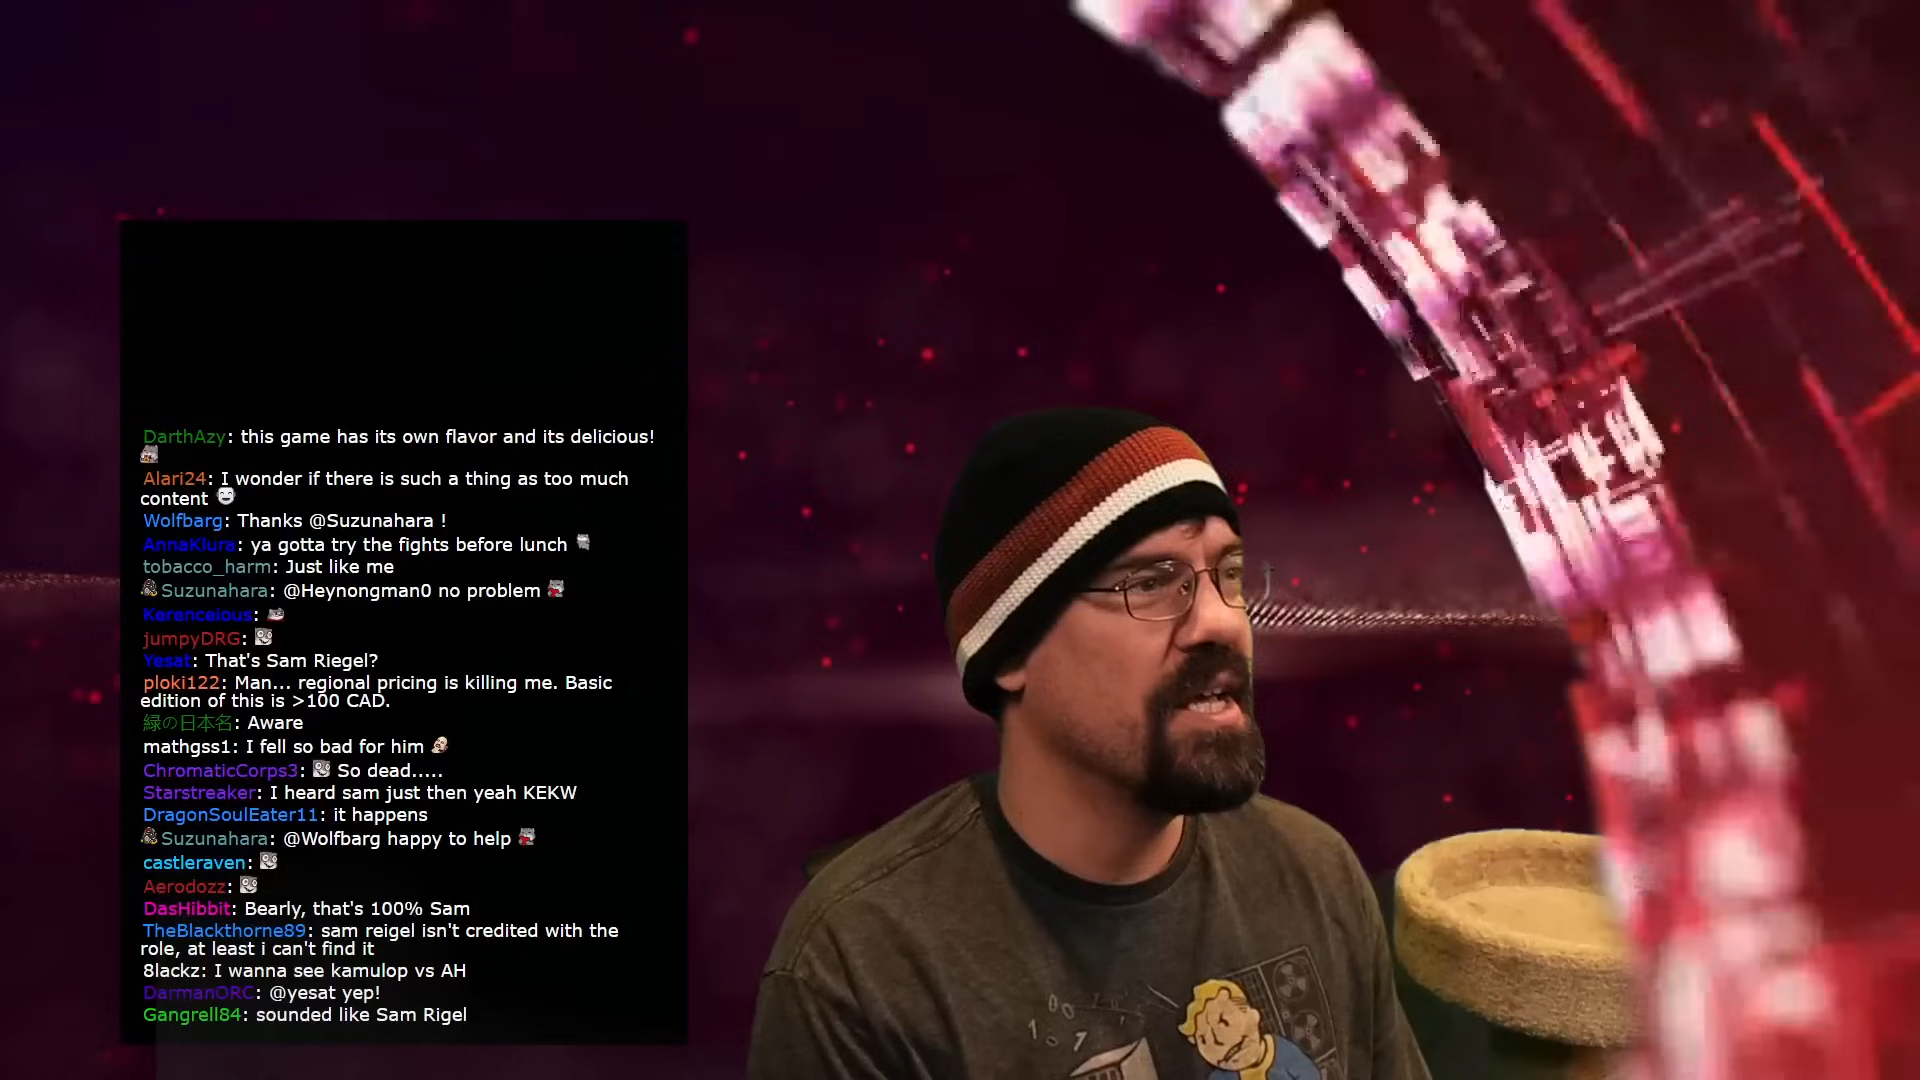 DarthAzy: this game has its own flavor and its delicious!
Alari24: I wonder if there is such a thing as too much
content
Wolfbarg: Thanks @Suzunahara !
AnnaKlura: ya gotta try the fights before lunch
tobacco_harm: Just like me
Suzunahara: @Heynongman0 no problem
Kerenceious:
jumpyDRG:
Yesat: That's Sam Riegel?
ploki122: Man... regional pricing is killing me. Basic
edition of this is >100 CAD.
緑の日本名: Aware
mathgss1: I fell so bad for him
ChromaticCorps3: So dead.....
Starstreaker: I heard sam just then yeah KEKW
DragonSoulEater11: it happens
Suzunahara: @Wolfbarg happy to help
castleraven:
Aerodozz:
DasHibbit: Bearly, that's 100% Sam
TheBlackthorne89: sam reigel isn't credited with the
role, at least i can't find it
8lackz: I wanna see kamulop vs AH
DarmanORC: @yesat yep!
Gangrell84: sounded like Sam Rigel